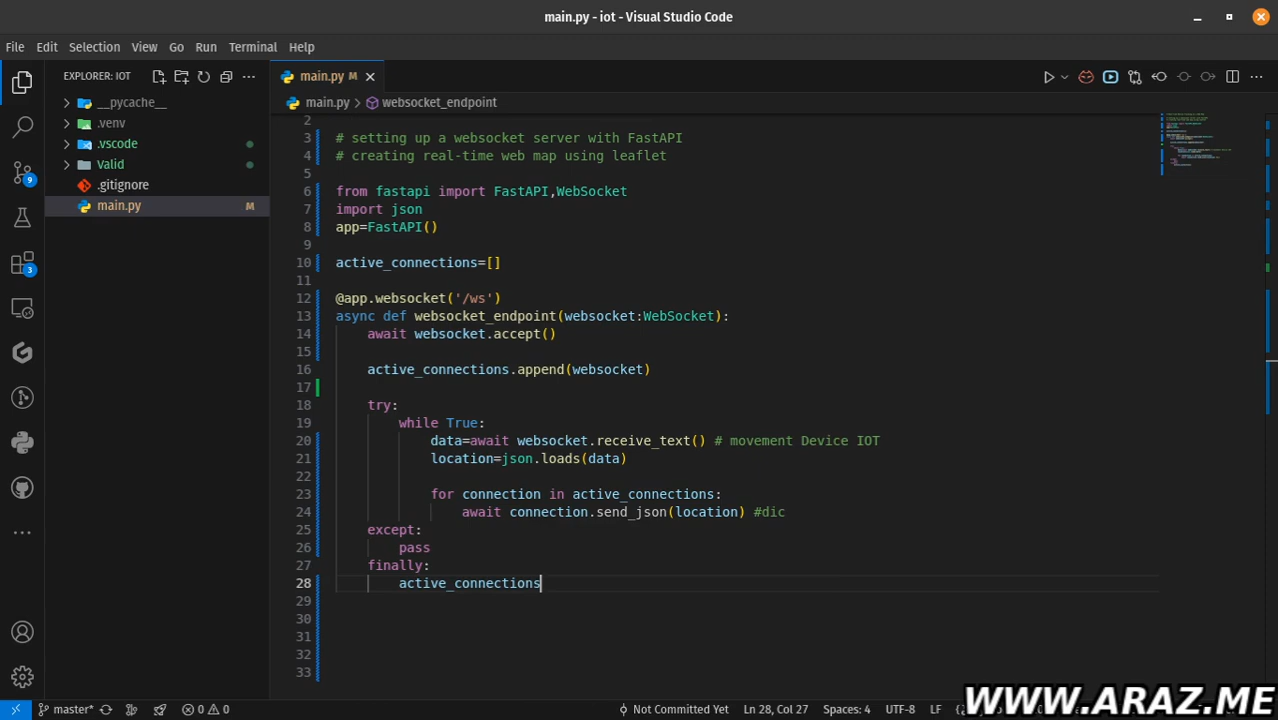 main.py - iot - Visual Studio Code
File Edit Selection View Go Run Terminal Help
EXPLORER: IOT
main.py M
__pycache__
.venv
.vscode
Valid
.gitignore
main.py M
main.py > websocket_endpoint
2
3 # setting up a websocket server with FastAPI
4 # creating real-time web map using leaflet
5
6 from fastapi import FastAPI,WebSocket
7 import json
8 app=FastAPI()
9
10 active_connections=[]
11
12 @app.websocket('/ws')
13 async def websocket_endpoint(websocket:WebSocket):
14     await websocket.accept()
15
16     active_connections.append(websocket)
17
18     try:
19         while True:
20             data=await websocket.receive_text() # movement Device IOT
21             location=json.loads(data)
22
23             for connection in active_connections:
24                 await connection.send_json(location) #dic
25     except:
26         pass
27     finally:
28         active_connections
29
30
31
32
33
9
3
master* 0 0 Not Committed Yet Ln 28, Col 27 Spaces: 4 UTF-8 LF
WWW.ARAZ.ME